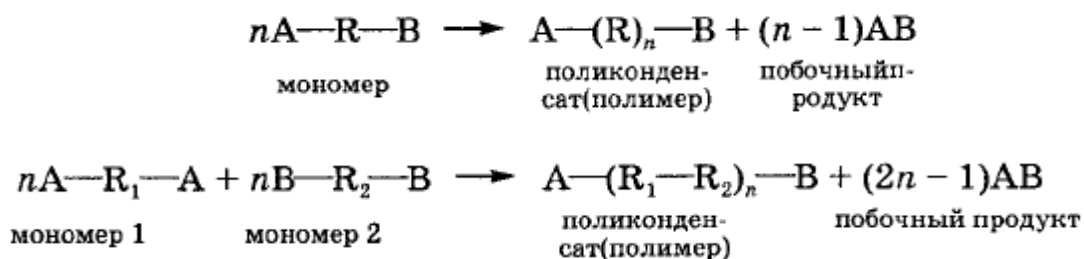 nA—R—B → A—(R)ₙ—B + (n − 1)AB
мономер
поликонден-
сат(полимер)
побочныйп-
родукт
nA—R₁—A + nB—R₂—B → A—(R₁—R₂)ₙ—B + (2n − 1)AB
мономер 1
мономер 2
поликонден-
сат(полимер)
побочный продукт